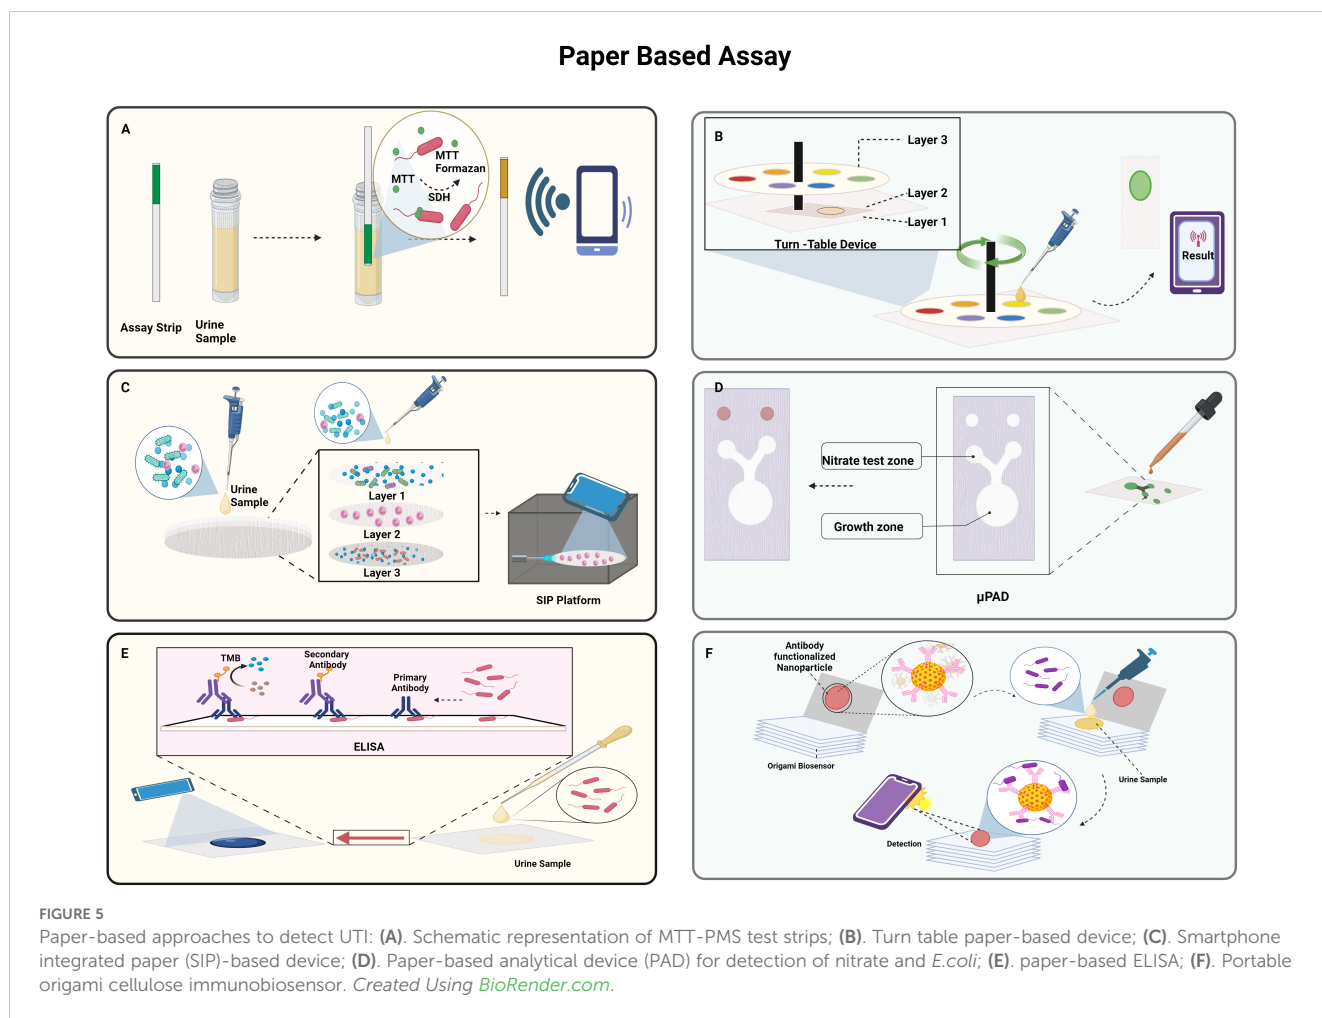 Paper Based Assay
A
MTT
Formazan
MTT
SDH
Assay Strip
Urine
Sample
B
Layer 3
Layer 2
Layer 1
Turn -Table Device
Result
C
Urine
Sample
Layer 1
Layer 2
Layer 3
SIP Platform
D
Nitrate test zone
Growth zone
µPAD
E
TMB
Secondary
Antibody
Primary
Antibody
ELISA
Urine Sample
F
Antibody
functionalized
Nanoparticle
Origami Biosensor
Urine Sample
Detection
FIGURE 5
Paper-based approaches to detect UTI: (A). Schematic representation of MTT-PMS test strips; (B). Turn table paper-based device; (C). Smartphone
integrated paper (SIP)-based device; (D). Paper-based analytical device (PAD) for detection of nitrate and E.coli; (E). paper-based ELISA; (F). Portable
origami cellulose immunobiosensor. Created Using BioRender.com.